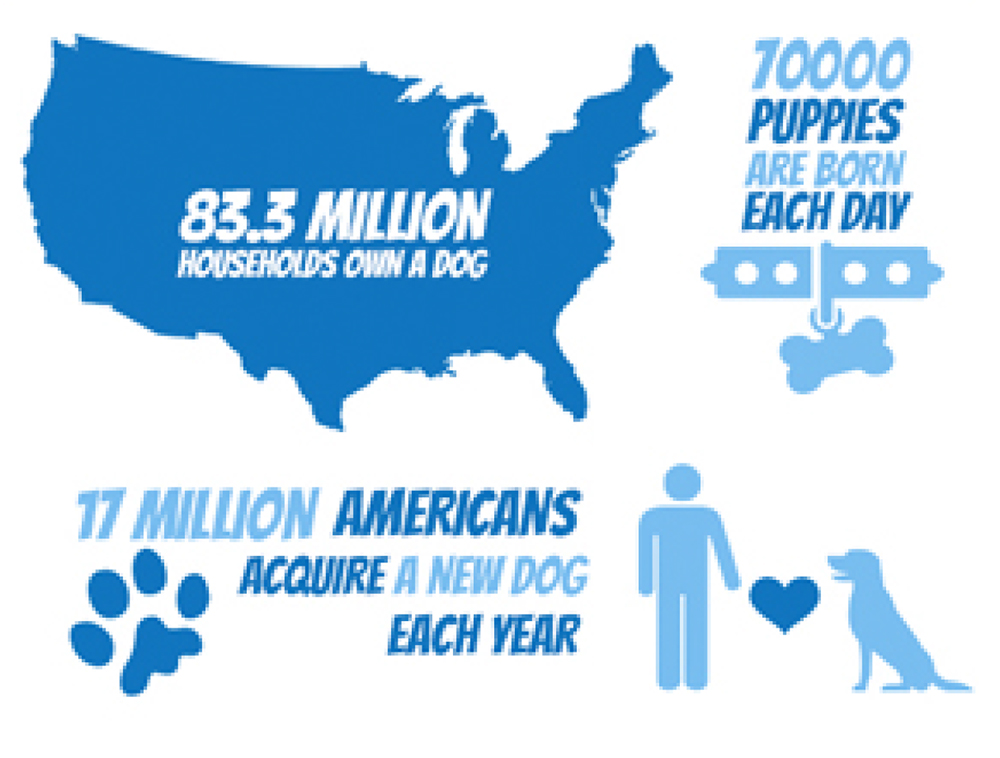 83.3 MILLION
HOUSEHOLDS OWN A DOG
70000
PUPPIES
ARE BORN
EACH DAY
17 MILLION AMERICANS
ACQUIRE A NEW DOG
EACH YEAR